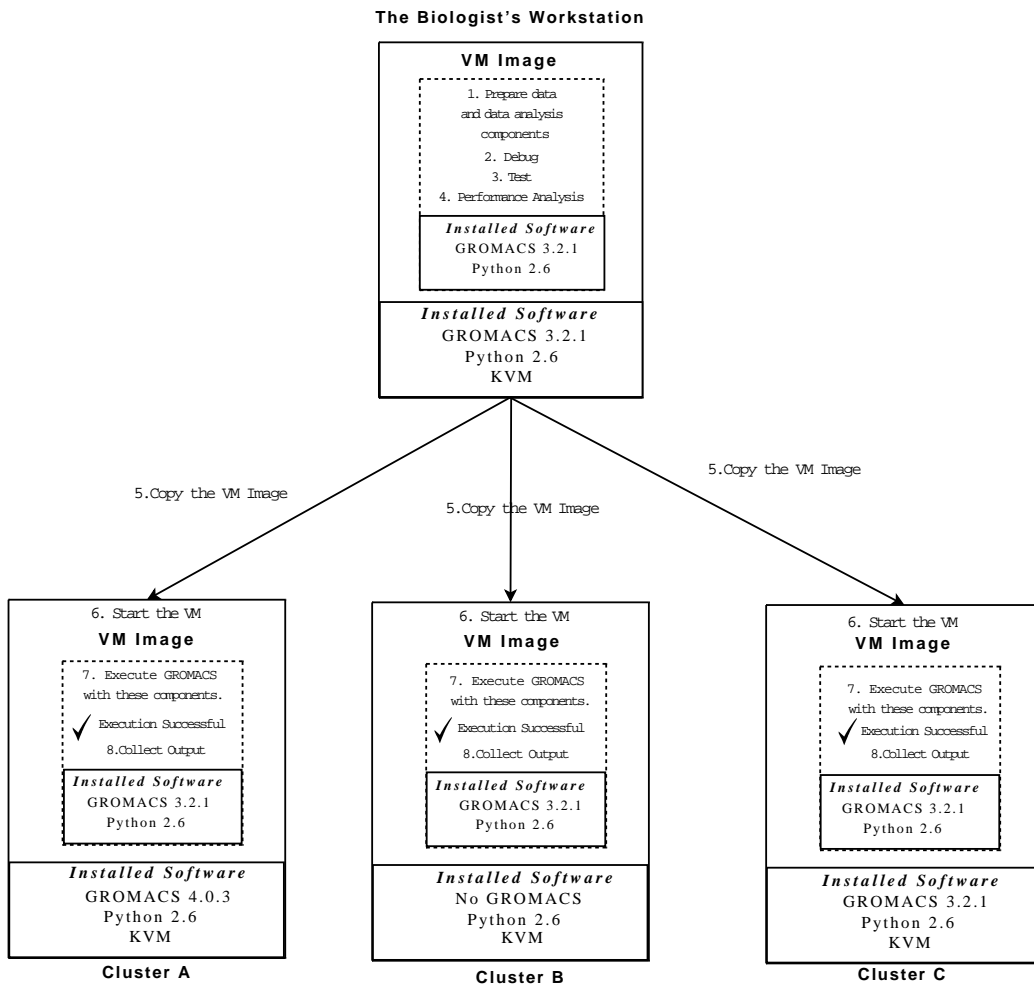 The Biologist's Workstation
VM Image
1. Prepare data
and data analysis
components
2. Debug
3. Test
4. Performance Analysis
Installed Software
GROMACS 3.2.1
Python 2.6
Installed Software
GROMACS 3.2.1
Python 2.6
KVM
5.Copy the VM Image
5.Copy the VM Image
5.Copy the VM Image
6. Start the VM
VM Image
7. Execute GROMACS
with these components.
Execution Successful
8.Collect Output
Installed Software
GROMACS 3.2.1
Python 2.6
Installed Software
GROMACS 4.0.3
Python 2.6
KVM
Cluster A
6. Start the VM
VM Image
7. Execute GROMACS
with these components.
Execution Successful
8.Collect Output
Installed Software
GROMACS 3.2.1
Python 2.6
Installed Software
No GROMACS
Python 2.6
KVM
Cluster B
6. Start the VM
VM Image
7. Execute GROMACS
with these components.
Execution Successful
8.Collect Output
Installed Software
GROMACS 3.2.1
Python 2.6
Installed Software
GROMACS 3.2.1
Python 2.6
KVM
Cluster C